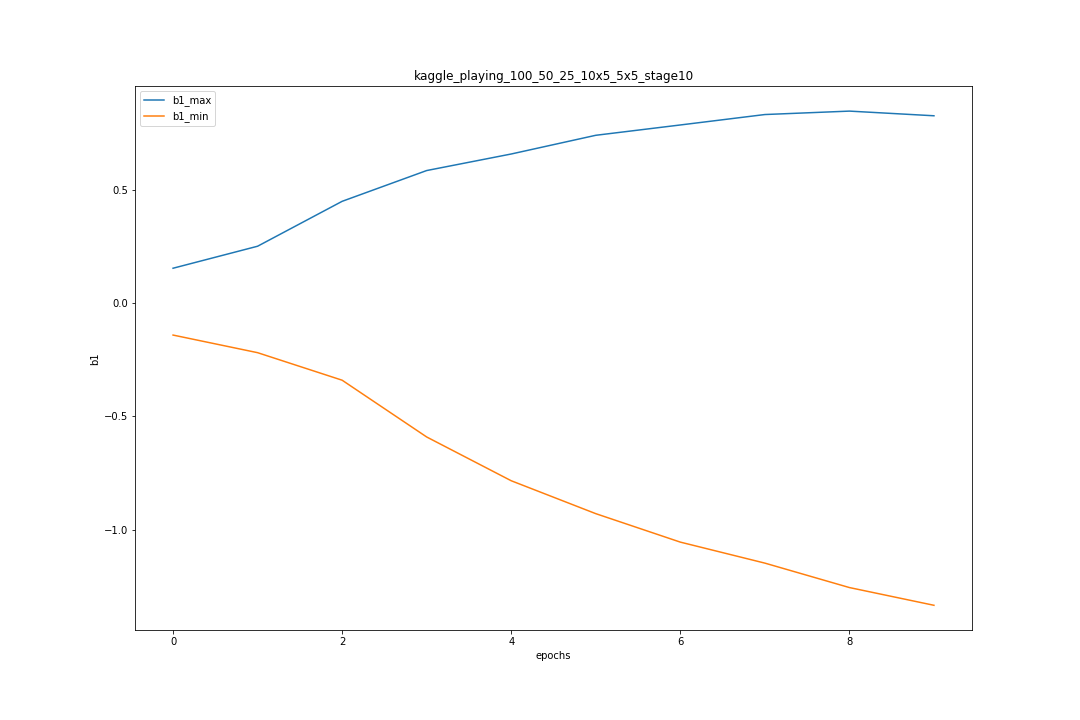 kaggle_playing_100_50_25_10x5_5x5_stage10
b1_max
b1_min
0.5
0.0
−0.5
−1.0
b1
0 2 4 6 8
epochs